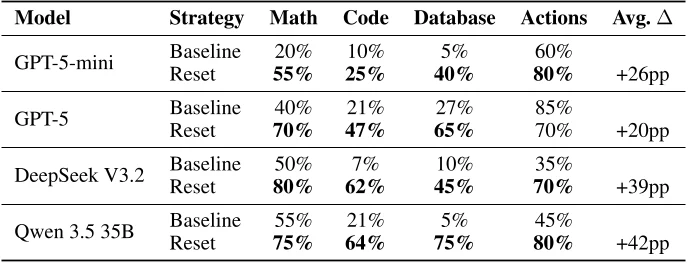 Model Strategy Math Code Database Actions Avg. Δ
GPT-5-mini Baseline 20% 10% 5% 60%
Reset 55% 25% 40% 80% +26pp
GPT-5 Baseline 40% 21% 27% 85%
Reset 70% 47% 65% 70% +20pp
DeepSeek V3.2 Baseline 50% 7% 10% 35%
Reset 80% 62% 45% 70% +39pp
Qwen 3.5 35B Baseline 55% 21% 5% 45%
Reset 75% 64% 75% 80% +42pp